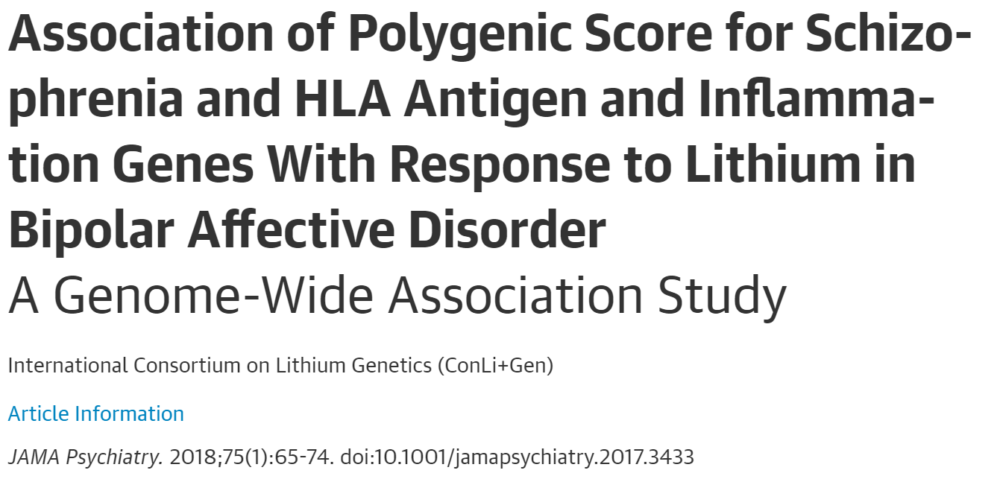 Association of Polygenic Score for Schizo-
phrenia and HLA Antigen and Inflamma-
tion Genes With Response to Lithium in
Bipolar Affective Disorder
A Genome-Wide Association Study
International Consortium on Lithium Genetics (ConLi+Gen)
Article Information
JAMA Psychiatry. 2018;75(1):65-74. doi:10.1001/jamapsychiatry.2017.3433